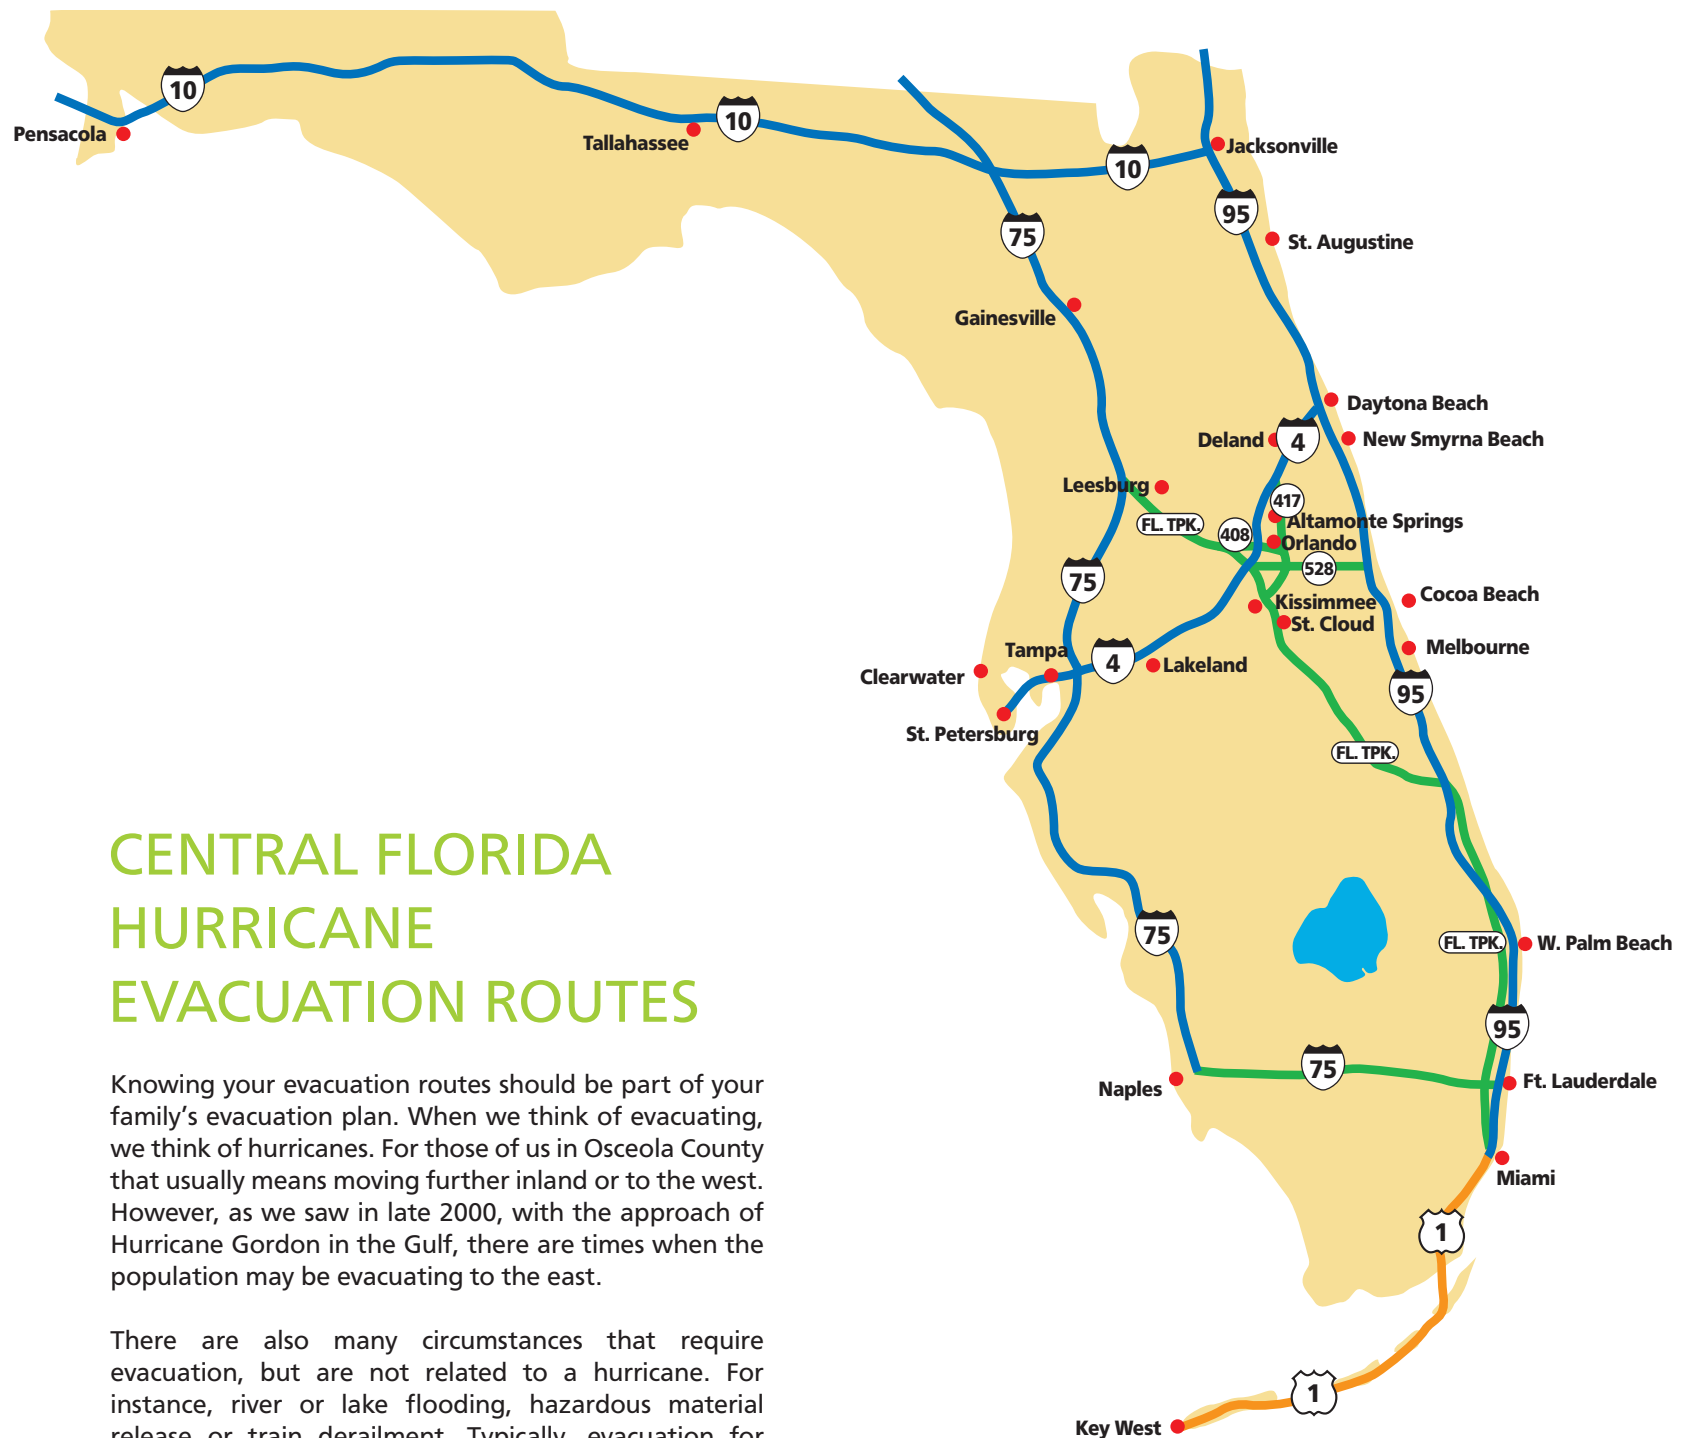 10
10
Pensacola
Tallahassee
10
Jacksonville
95
75
St. Augustine
Gainesville
Daytona Beach
Deland
4
New Smyrna Beach
Leesburg
417
FL. TPK.
Altamonte Springs
408
Orlando
528
75
Kissimmee
Cocoa Beach
St. Cloud
Tampa
4
Lakeland
Melbourne
Clearwater
95
St. Petersburg
FL. TPK.
CENTRAL FLORIDA
HURRICANE
EVACUATION ROUTES
75
FL. TPK.
W. Palm Beach
95
75
Naples
Ft. Lauderdale
Miami
1
1
Key West
Knowing your evacuation routes should be part of your
family’s evacuation plan. When we think of evacuating,
we think of hurricanes. For those of us in Osceola County
that usually means moving further inland or to the west.
However, as we saw in late 2000, with the approach of
Hurricane Gordon in the Gulf, there are times when the
population may be evacuating to the east.
There are also many circumstances that require
evacuation, but are not related to a hurricane. For
instance, river or lake flooding, hazardous material
release or train derailment. Typically, evacuation for